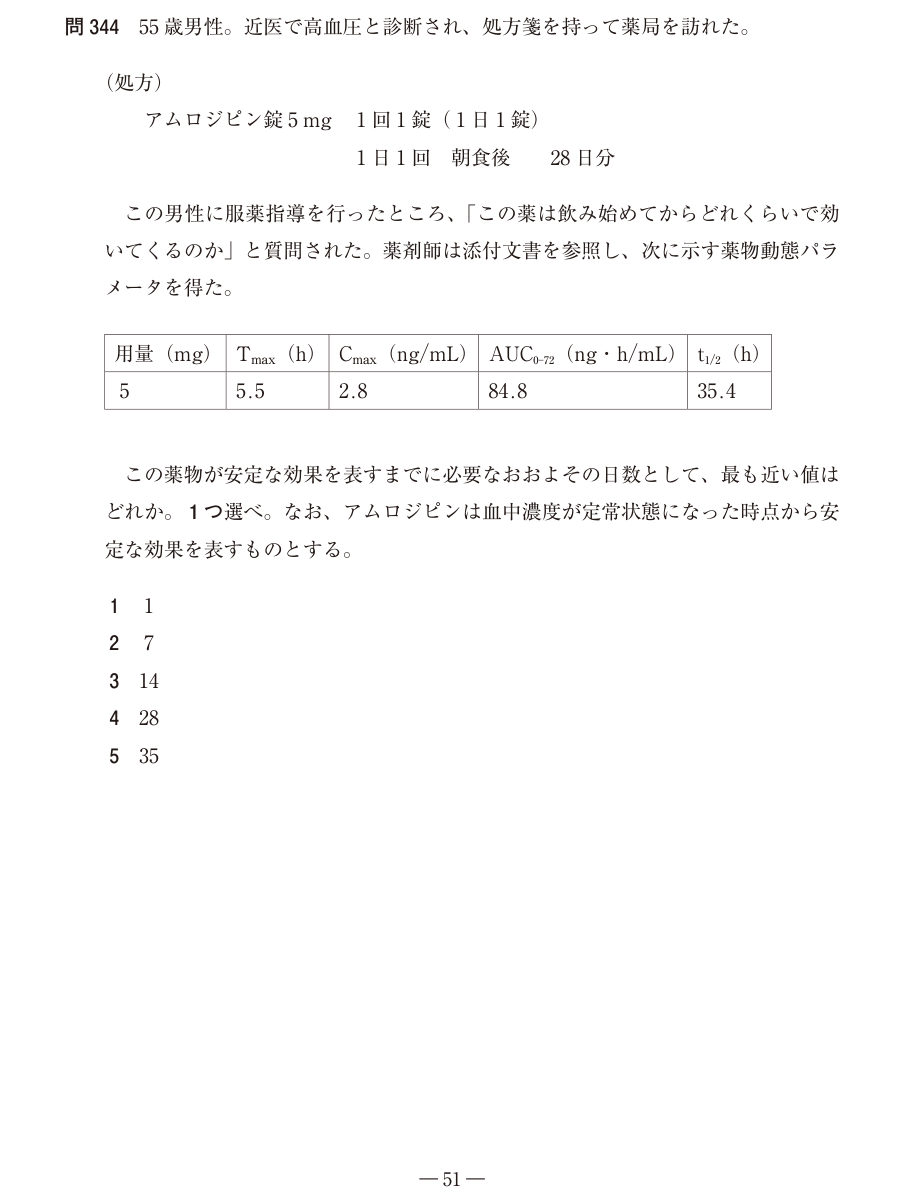 問 344 55 歳男性。近医で高血圧と診断され、処方箋を持って薬局を訪れた。
（処方）
アムロジピン錠 5 mg 1 回 1 錠（1 日 1 錠）
1 日 1 回 朝食後 28 日分
この男性に服薬指導を行ったところ、「この薬は飲み始めてからどれくらいで効
いてくるのか」と質問された。薬剤師は添付文書を参照し、次に示す薬物動態パラ
メータを得た。
用量（mg） Tmax（h） Cmax（ng/mL） AUC0-72（ng・h/mL） t1/2（h）
5 5.5 2.8 84.8 35.4
この薬物が安定な効果を表すまでに必要なおおよその日数として、最も近い値は
どれか。1 つ選べ。なお、アムロジピンは血中濃度が定常状態になった時点から安
定な効果を表すものとする。
1 1
2 7
3 14
4 28
5 35
― 51 ―